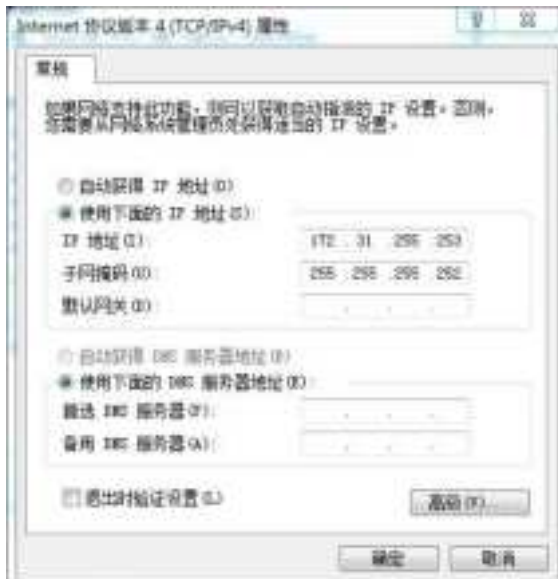 Internet 协议版本 4 (TCP/IPv4) 属性
常规
如果网络支持此功能，则可以获取自动指派的 IP 设置。否则，
您需要从网络系统管理员处获得适当的 IP 设置。
自动获得 IP 地址(O)
使用下面的 IP 地址(S):
IP 地址(I): 172 . 31 . 255 . 253
子网掩码(U): 255 . 255 . 255 . 252
默认网关(D):
自动获得 DNS 服务器地址(B)
使用下面的 DNS 服务器地址(E):
首选 DNS 服务器(P):
备用 DNS 服务器(A):
退出时验证设置(L)
高级(V)...
确定
取消